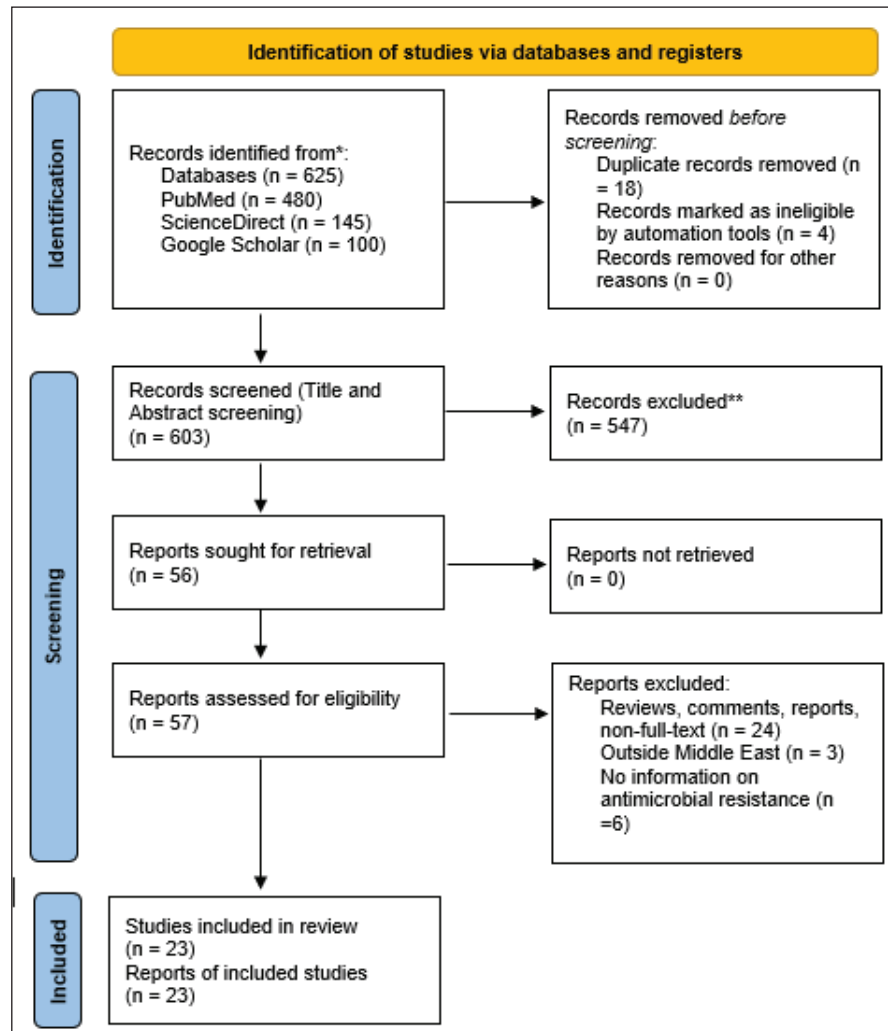 Identification of studies via databases and registers
Identification
Records identified from*:
Databases (n = 625)
PubMed (n = 480)
ScienceDirect (n = 145)
Google Scholar (n = 100)
Records removed before
screening:
Duplicate records removed (n
= 18)
Records marked as ineligible
by automation tools (n = 4)
Records removed for other
reasons (n = 0)
Screening
Records screened (Title and
Abstract screening)
(n = 603)
Records excluded**
(n = 547)
Reports sought for retrieval
(n = 56)
Reports not retrieved
(n = 0)
Reports assessed for eligibility
(n = 57)
Reports excluded:
Reviews, comments, reports,
non-full-text (n = 24)
Outside Middle East (n = 3)
No information on
antimicrobial resistance (n
=6)
Included
Studies included in review
(n = 23)
Reports of included studies
(n = 23)